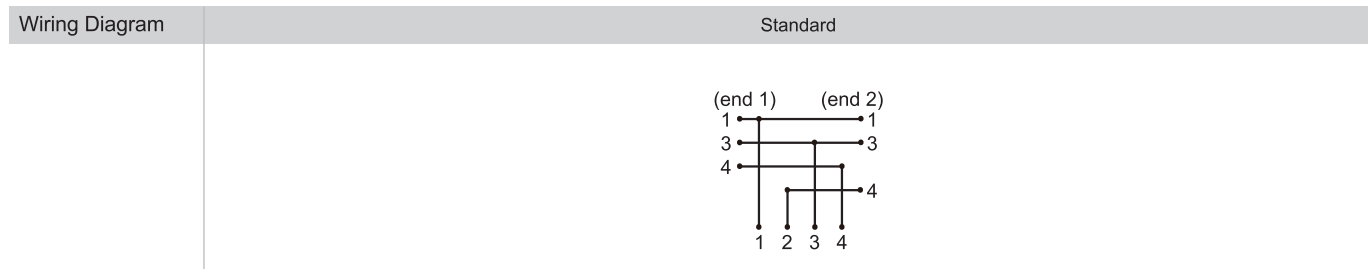 Wiring Diagram Standard
(end 1) (end 2)
1 1
3 3
4
4
1 2 3 4